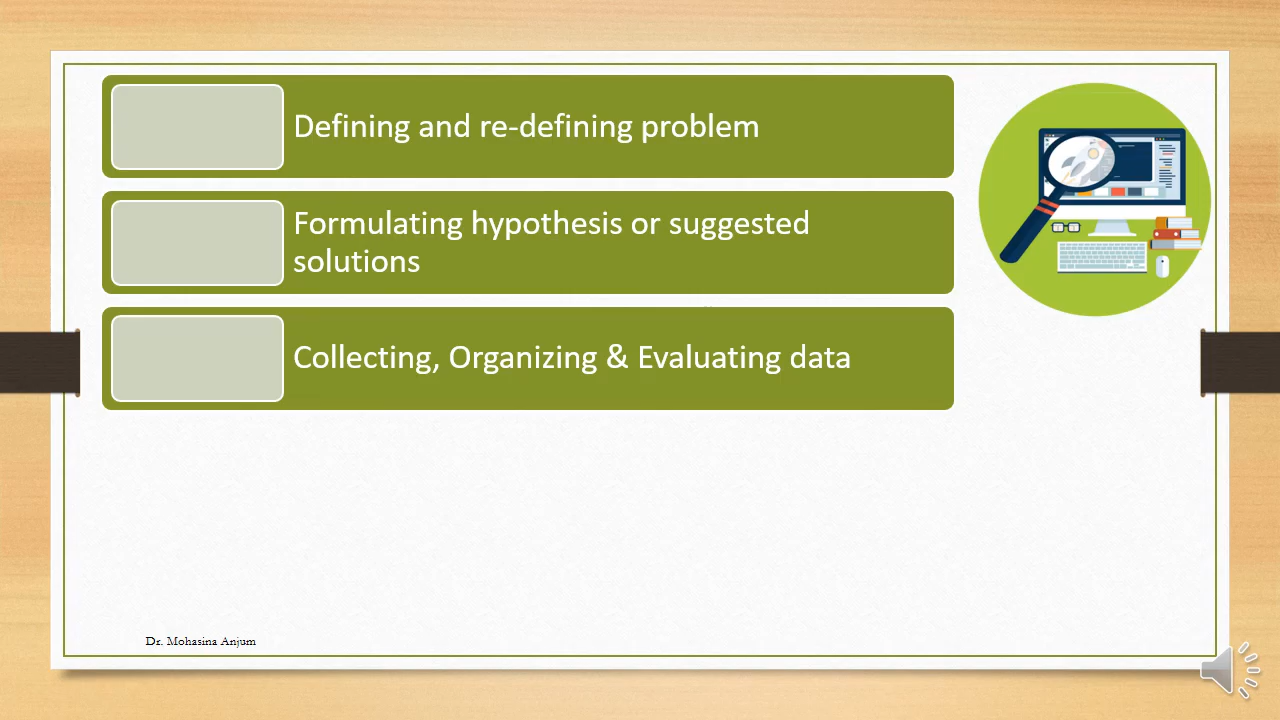 Defining and re-defining problem
Formulating hypothesis or suggested
solutions
Collecting, Organizing & Evaluating data
Dr. Mohasina Anjum